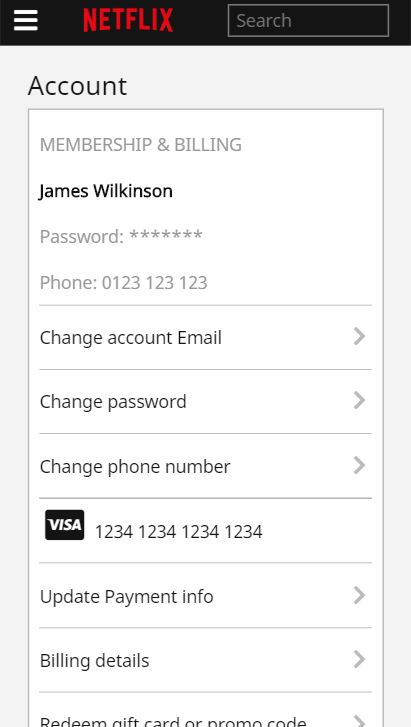 NETFLIX
Search
Account
MEMBERSHIP & BILLING
James Wilkinson
Password: *******
Phone: 0123 123 123
Change account Email
Change password
Change phone number
VISA 1234 1234 1234 1234
Update Payment info
Billing details
Redeem gift card or promo code